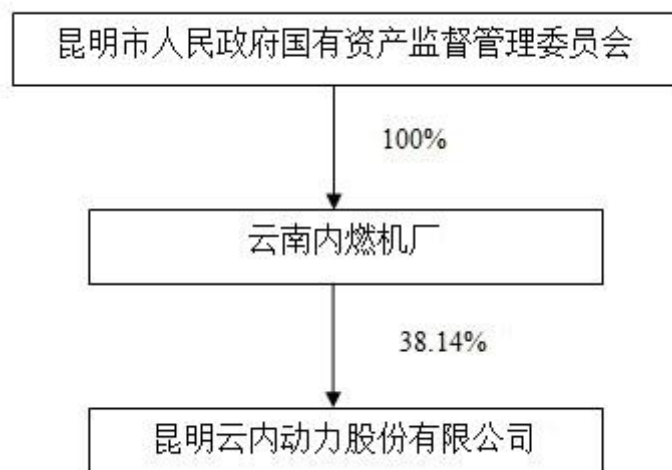 昆明市人民政府国有资产监督管理委员会
100%
云南内燃机厂
38.14%
昆明云内动力股份有限公司